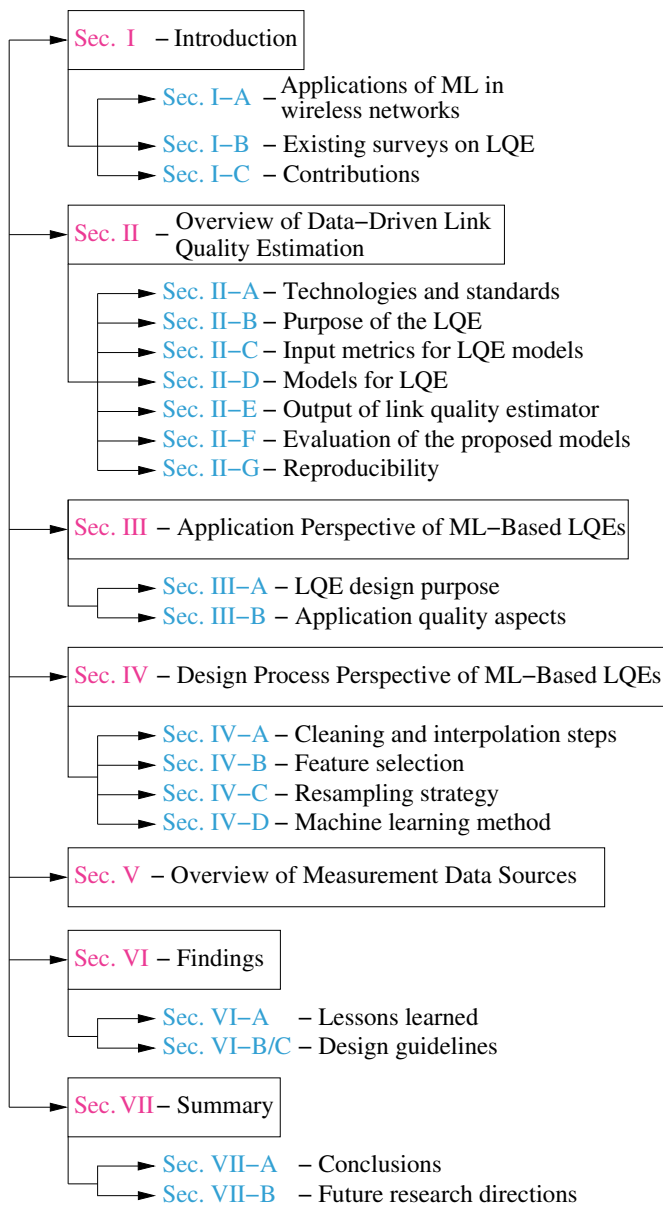 Sec. I – Introduction
Sec. I–A – Applications of ML in
wireless networks
Sec. I–B – Existing surveys on LQE
Sec. I–C – Contributions
Sec. II – Overview of Data–Driven Link
Quality Estimation
Sec. II–A – Technologies and standards
Sec. II–B – Purpose of the LQE
Sec. II–C – Input metrics for LQE models
Sec. II–D – Models for LQE
Sec. II–E – Output of link quality estimator
Sec. II–F – Evaluation of the proposed models
Sec. II–G – Reproducibility
Sec. III – Application Perspective of ML–Based LQEs
Sec. III–A – LQE design purpose
Sec. III–B – Application quality aspects
Sec. IV – Design Process Perspective of ML–Based LQEs
Sec. IV–A – Cleaning and interpolation steps
Sec. IV–B – Feature selection
Sec. IV–C – Resampling strategy
Sec. IV–D – Machine learning method
Sec. V – Overview of Measurement Data Sources
Sec. VI – Findings
Sec. VI–A – Lessons learned
Sec. VI–B/C – Design guidelines
Sec. VII – Summary
Sec. VII–A – Conclusions
Sec. VII–B – Future research directions